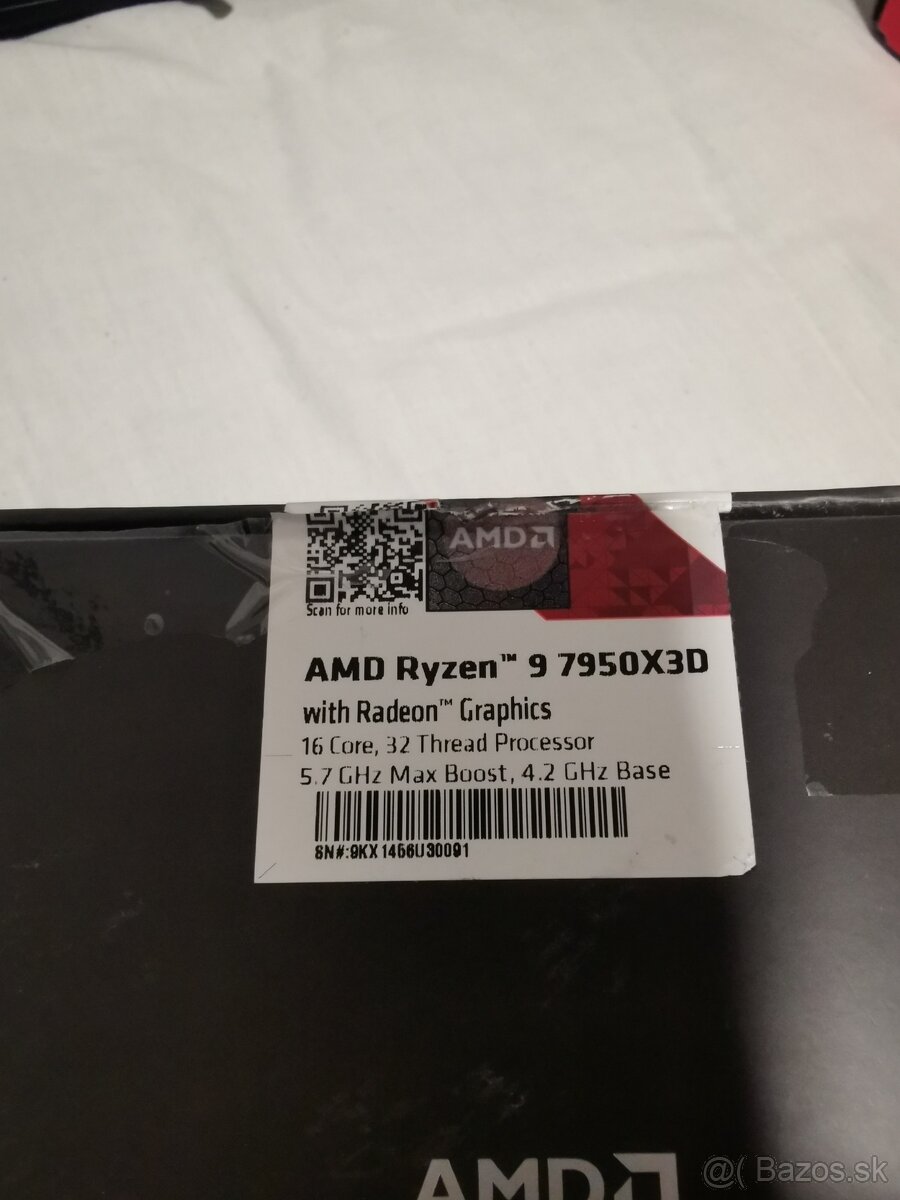 AMD
Scan for more info
AMD Ryzen™ 9 7950X3D
with Radeon™ Graphics
16 Core, 32 Thread Processor
5.7 GHz Max Boost, 4.2 GHz Base
SN#:9KX1456U30091
AMD
@( Bazos.sk